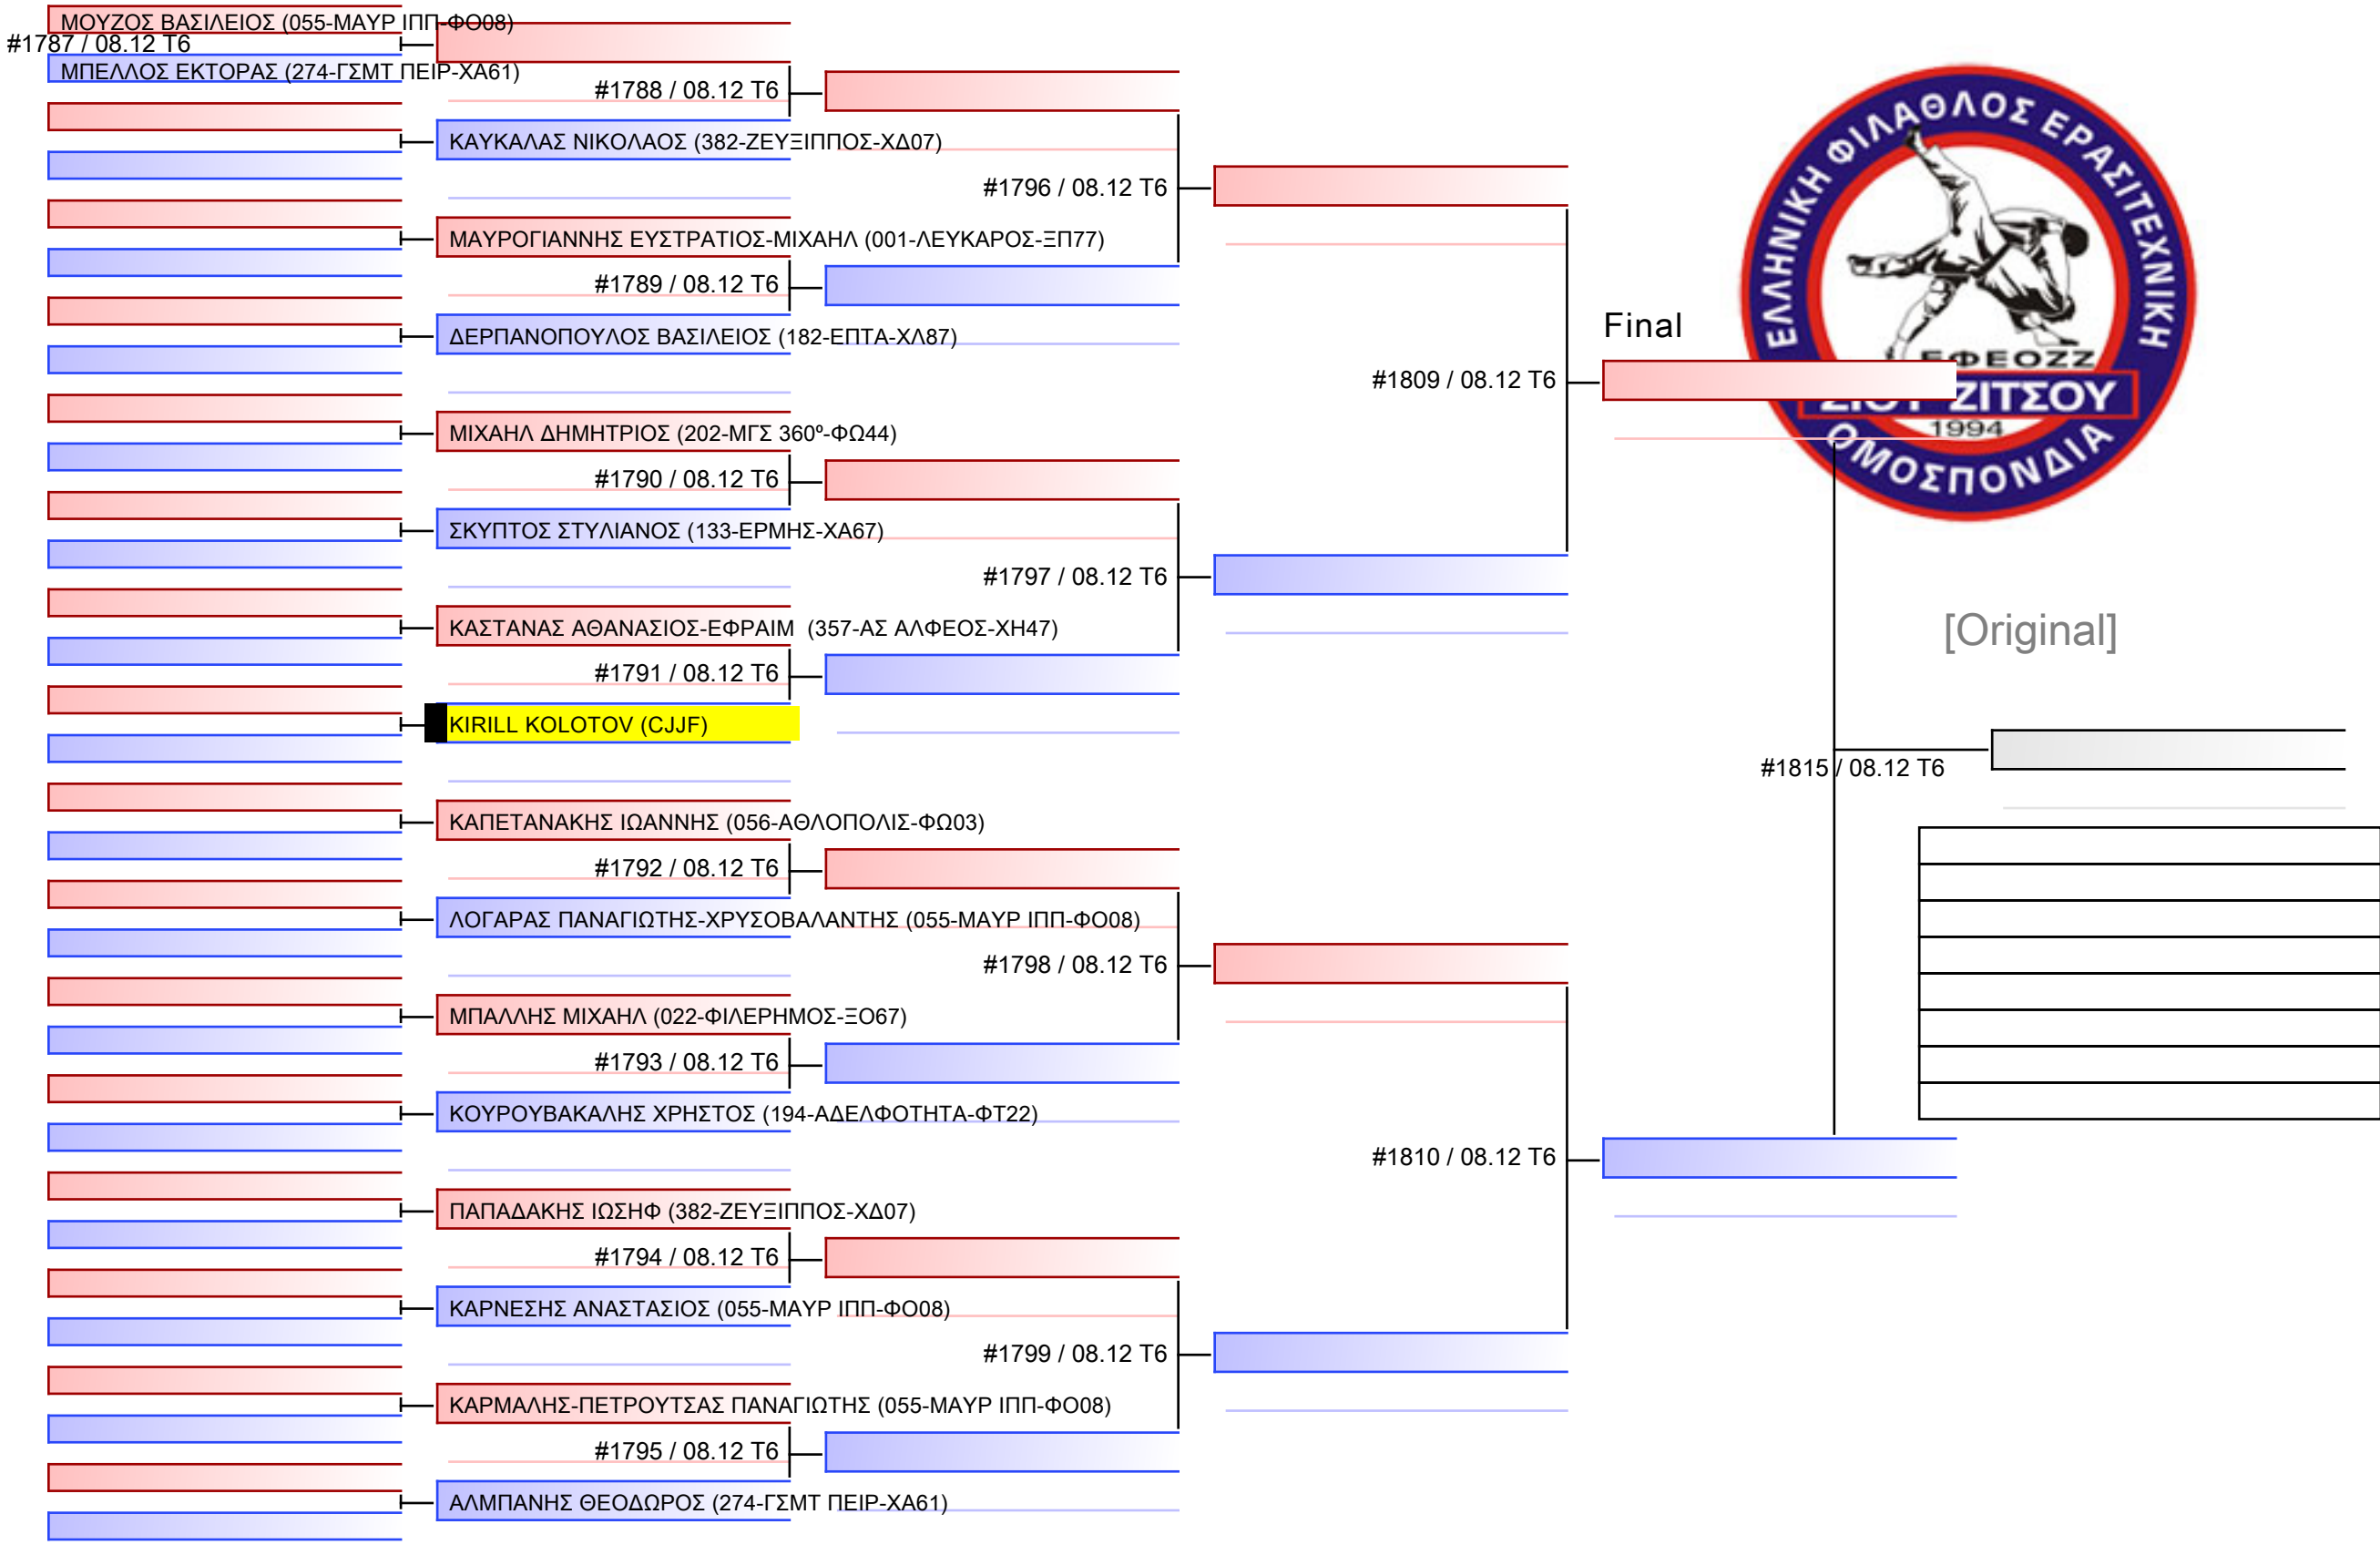 ΜΟΥΖΟΣ ΒΑΣΙΛΕΙΟΣ (055-ΜΑΥΡ ΙΠΠ-ΦΟ08)
#1787 / 08.12 T6
ΜΠΕΛΛΟΣ ΕΚΤΟΡΑΣ (274-ΓΣΜΤ ΠΕΙΡ-ΧΑ61)
#1788 / 08.12 T6
ΚΑΥΚΑΛΑΣ ΝΙΚΟΛΑΟΣ (382-ΖΕΥΞΙΠΠΟΣ-ΧΔ07)
#1796 / 08.12 T6
ΜΑΥΡΟΓΙΑΝΝΗΣ ΕΥΣΤΡΑΤΙΟΣ-ΜΙΧΑΗΛ (001-ΛΕΥΚΑΡΟΣ-ΞΠ77)
#1789 / 08.12 T6
ΔΕΡΠΑΝΟΠΟΥΛΟΣ ΒΑΣΙΛΕΙΟΣ (182-ΕΠΤΑ-ΧΛ87)
#1809 / 08.12 T6
ΜΙΧΑΗΛ ΔΗΜΗΤΡΙΟΣ (202-ΜΓΣ 360º-ΦΩ44)
#1790 / 08.12 T6
ΣΚΥΠΤΟΣ ΣΤΥΛΙΑΝΟΣ (133-ΕΡΜΗΣ-ΧΑ67)
#1797 / 08.12 T6
ΚΑΣΤΑΝΑΣ ΑΘΑΝΑΣΙΟΣ-ΕΦΡΑΙΜ (357-ΑΣ ΑΛΦΕΟΣ-ΧΗ47)
#1791 / 08.12 T6
KIRILL KOLOTOV (CJJF)
ΚΑΠΕΤΑΝΑΚΗΣ ΙΩΑΝΝΗΣ (056-ΑΘΛΟΠΟΛΙΣ-ΦΩ03)
#1792 / 08.12 T6
ΛΟΓΑΡΑΣ ΠΑΝΑΓΙΩΤΗΣ-ΧΡΥΣΟΒΑΛΑΝΤΗΣ (055-ΜΑΥΡ ΙΠΠ-ΦΟ08)
#1798 / 08.12 T6
ΜΠΑΛΛΗΣ ΜΙΧΑΗΛ (022-ΦΙΛΕΡΗΜΟΣ-ΞΟ67)
#1793 / 08.12 T6
ΚΟΥΡΟΥΒΑΚΑΛΗΣ ΧΡΗΣΤΟΣ (194-ΑΔΕΛΦΟΤΗΤΑ-ΦΤ22)
#1810 / 08.12 T6
ΠΑΠΑΔΑΚΗΣ ΙΩΣΗΦ (382-ΖΕΥΞΙΠΠΟΣ-ΧΔ07)
#1794 / 08.12 T6
ΚΑΡΝΕΣΗΣ ΑΝΑΣΤΑΣΙΟΣ (055-ΜΑΥΡ ΙΠΠ-ΦΟ08)
#1799 / 08.12 T6
ΚΑΡΜΑΛΗΣ-ΠΕΤΡΟΥΤΣΑΣ ΠΑΝΑΓΙΩΤΗΣ (055-ΜΑΥΡ ΙΠΠ-ΦΟ08)
#1795 / 08.12 T6
ΑΛΜΠΑΝΗΣ ΘΕΟΔΩΡΟΣ (274-ΓΣΜΤ ΠΕΙΡ-ΧΑ61)
Final
ΕΛΛΗΝΙΚΗ ΦΙΛΑΘΛΟΣ ΕΡΑΣΙΤΕΧΝΙΚΗ
ΕΦΕΟΖΖ
ΖΙΤΣΟΥ
1994
ΟΜΟΣΠΟΝΔΙΑ
[Original]
#1815 / 08.12 T6